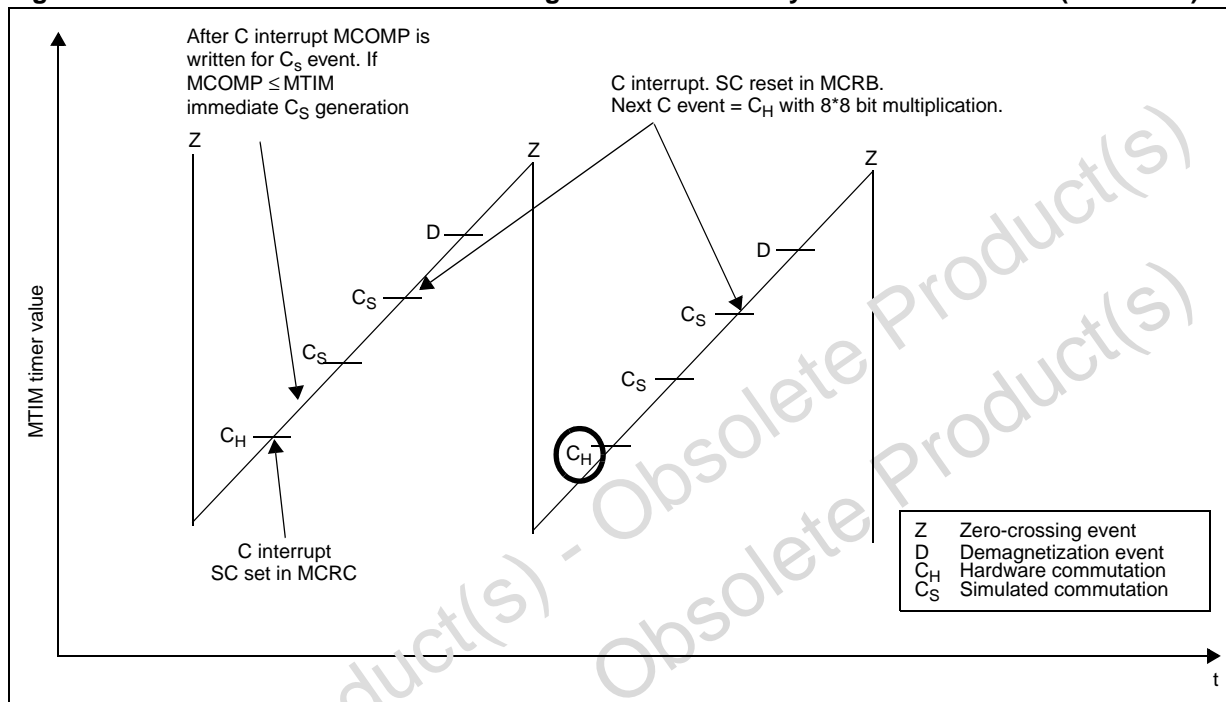 After C interrupt MCOMP is
written for CS event. If
MCOMP ≤ MTIM
immediate CS generation
C interrupt. SC reset in MCRB.
Next C event = CH with 8*8 bit multiplication.
Z
Z
Z
D
D
CS
CS
CS
CS
CH
CH
MTIM timer value
C interrupt
SC set in MCRC
Z Zero-crossing event
D Demagnetization event
CH Hardware commutation
CS Simulated commutation
t
duct(s) - Obsolete Product(s)
Obsolete Product(s)